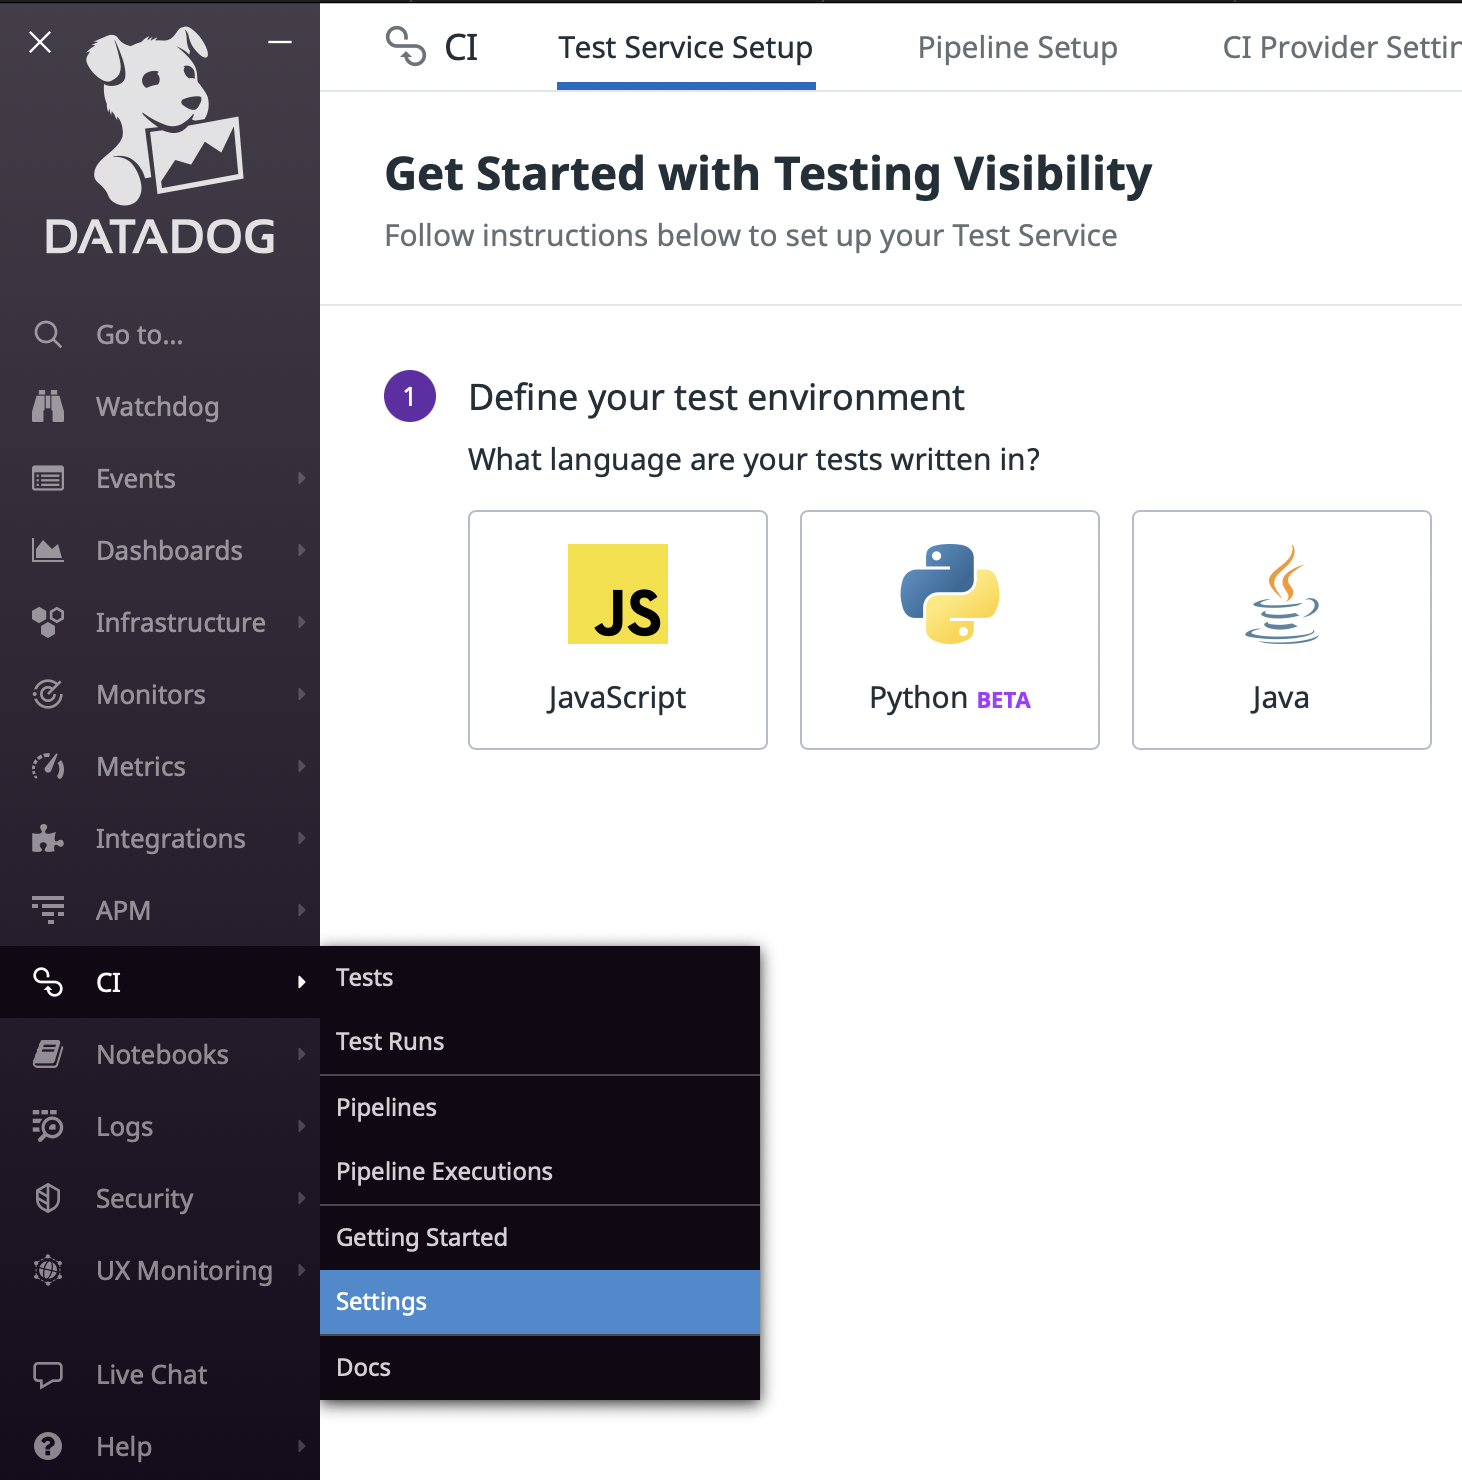 DATADOG
Go to...
Watchdog
Events
Dashboards
Infrastructure
Monitors
Metrics
Integrations
APM
CI
Notebooks
Logs
Security
UX Monitoring
Live Chat
Help
Tests
Test Runs
Pipelines
Pipeline Executions
Getting Started
Settings
Docs
CI Test Service Setup Pipeline Setup CI Provider Settin
Get Started with Testing Visibility
Follow instructions below to set up your Test Service
1 Define your test environment
What language are your tests written in?
JS
JavaScript
Python BETA
Java